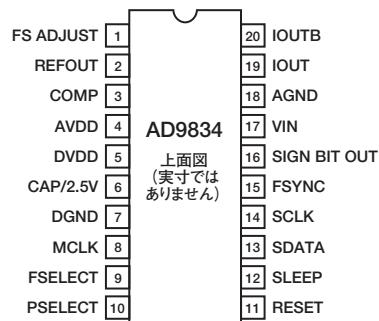 FS ADJUST 1
REFOUT 2
COMP 3
AVDD 4
DVDD 5
CAP/2.5V 6
DGND 7
MCLK 8
FSELECT 9
PSELECT 10
AD9834
上面図
(実寸では
ありません)
20 IOUTB
19 IOUT
18 AGND
17 VIN
16 SIGN BIT OUT
15 FSYNC
14 SCLK
13 SDATA
12 SLEEP
11 RESET